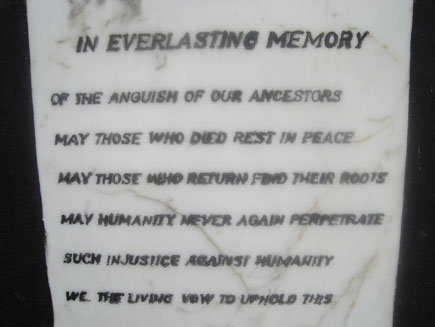 IN EVERLASTING MEMORY
OF THE ANGUISH OF OUR ANCESTORS
MAY THOSE WHO DIED REST IN PEACE
MAY THOSE WHO RETURN FIND THEIR ROOTS
MAY HUMANITY NEVER AGAIN PERPETRATE
SUCH INJUSTICE AGAINST HUMANITY
WE, THE LIVING VOW TO UPHOLD THIS